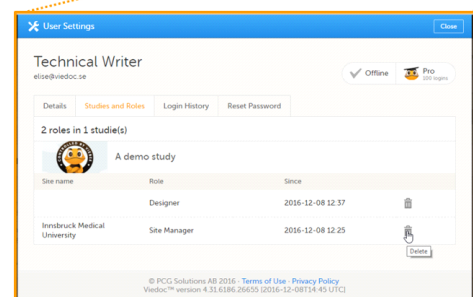 User Settings
Close
Technical Writer
elise@viedoc.se
Offline
Pro
100 logins
Details
Studies and Roles
Login History
Reset Password
2 roles in 1 studie(s)
A demo study
Site name
Role
Since
Designer
2016-12-08 12:37
Innsbruck Medical
University
Site Manager
2016-12-08 12:25
Delete
© PCG Solutions AB 2016 · Terms of Use · Privacy Policy
Viedoc™ version 4.31.6186.26655 [2016-12-08T14:45 UTC]